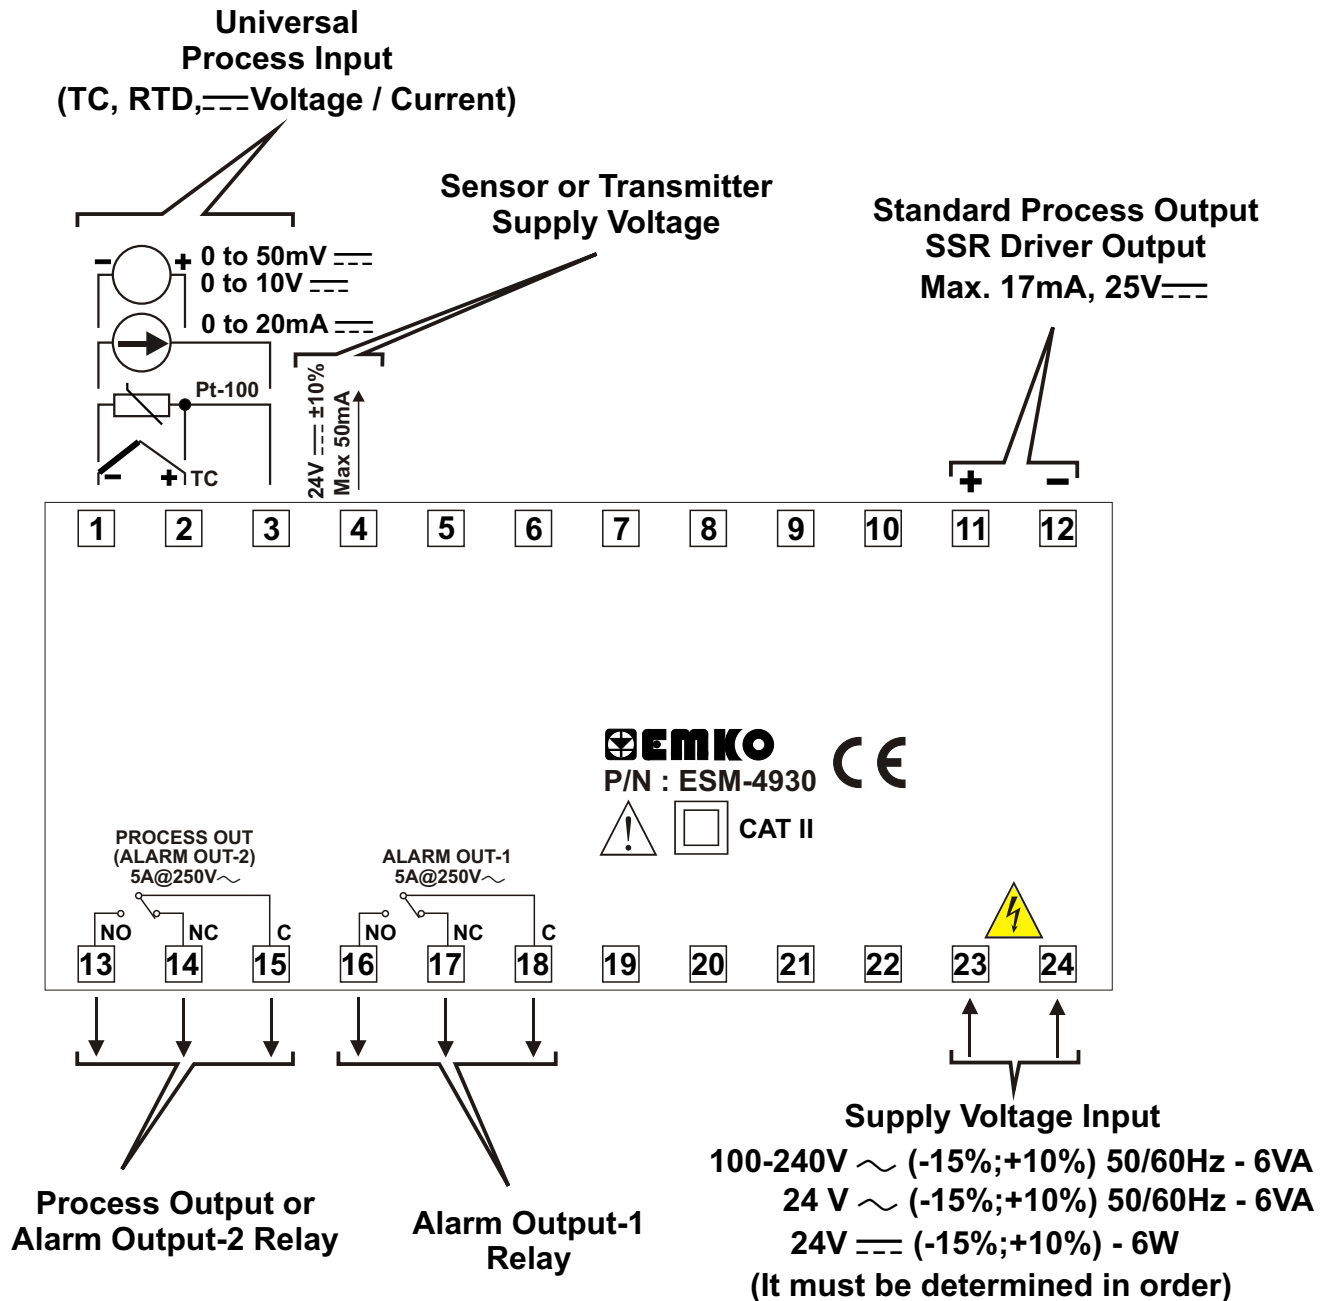 Universal
Process Input
(TC, RTD,⎓Voltage / Current)
Sensor or Transmitter
Supply Voltage
Standard Process Output
SSR Driver Output
Max. 17mA, 25V⎓
- + 0 to 50mV ⎓
0 to 10V ⎓
0 to 20mA ⎓
Pt-100
- + TC
24V ⎓ ±10%
Max 50mA
+ -
1 2 3 4 5 6 7 8 9 10 11 12
EMKO CE
P/N : ESM-4930
! CAT II
PROCESS OUT
(ALARM OUT-2)
5A@250V～
ALARM OUT-1
5A@250V～
NO NC C NO NC C
13 14 15 16 17 18 19 20 21 22 23 24
Process Output or
Alarm Output-2 Relay
Alarm Output-1
Relay
Supply Voltage Input
100-240V ～ (-15%;+10%) 50/60Hz - 6VA
24 V ～ (-15%;+10%) 50/60Hz - 6VA
24V ⎓ (-15%;+10%) - 6W
(It must be determined in order)